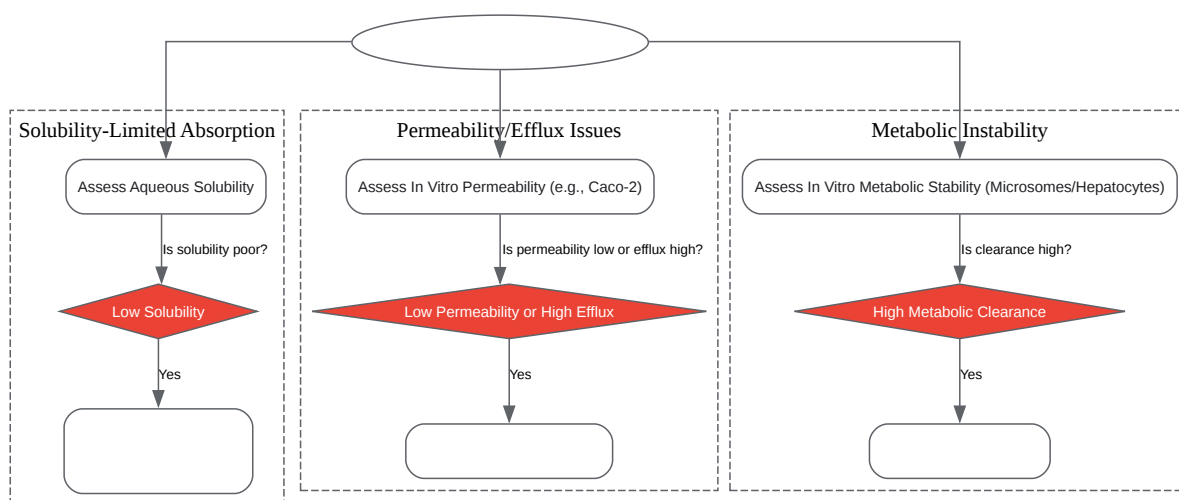 Solubility-Limited Absorption
Permeability/Efflux Issues
Metabolic Instability
Assess Aqueous Solubility
Assess In Vitro Permeability (e.g., Caco-2)
Assess In Vitro Metabolic Stability (Microsomes/Hepatocytes)
Is solubility poor?
Is permeability low or efflux high?
Is clearance high?
Low Solubility
Low Permeability or High Efflux
High Metabolic Clearance
Yes
Yes
Yes